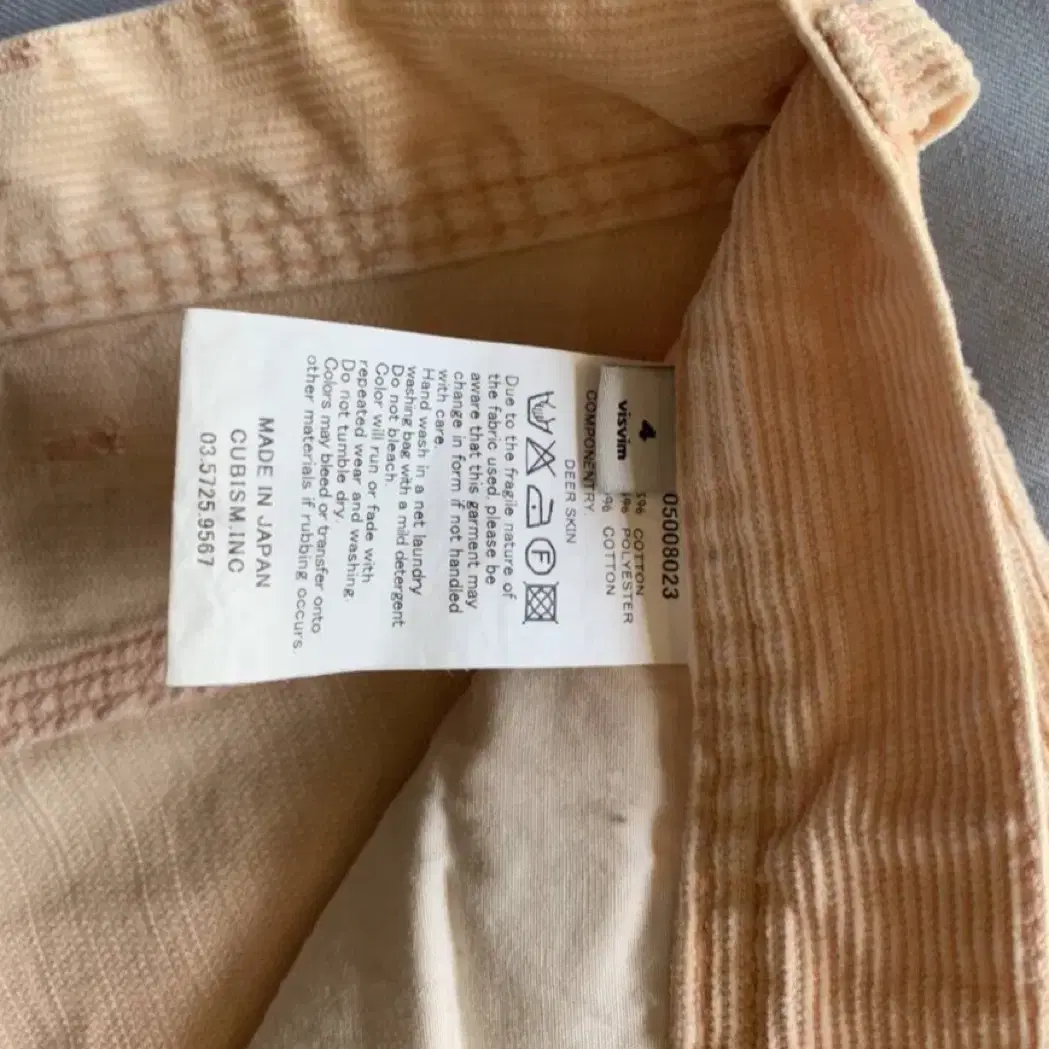 4
visvim
05008023
COTTON
POLYESTER
COTTON
COMPONENTRY.
DEER SKIN
F
Due to the fragile nature of
the fabric used, please be
aware that this garment may
change in form if not handled
with care.
Hand wash in a net laundry
washing bag with a mild detergent
Do not bleach.
Color will run or fade with
repeated wear and washing.
Do not tumble dry.
Colors may bleed or transfer onto
other materials if rubbing occurs.
MADE IN JAPAN
CUBISM.INC
03.5725.9567